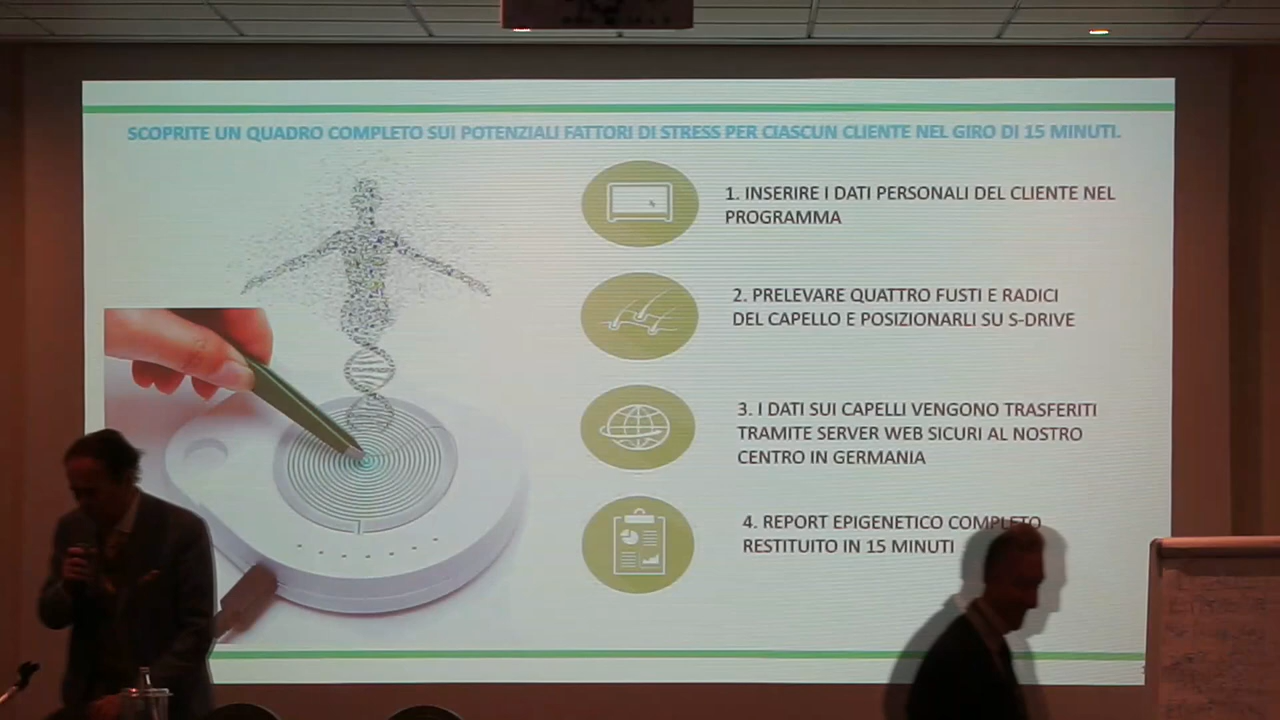 SCOPRITE UN QUADRO COMPLETO SUI POTENZIALI FATTORI DI STRESS PER CIASCUN CLIENTE NEL GIRO DI 15 MINUTI.
1. INSERIRE I DATI PERSONALI DEL CLIENTE NEL
PROGRAMMA
2. PRELEVARE QUATTRO FUSTI E RADICI
DEL CAPELLO E POSIZIONARLI SU S-DRIVE
3. I DATI SUI CAPELLI VENGONO TRASFERITI
TRAMITE SERVER WEB SICURI AL NOSTRO
CENTRO IN GERMANIA
4. REPORT EPIGENETICO COMPLETO
RESTITUITO IN 15 MINUTI